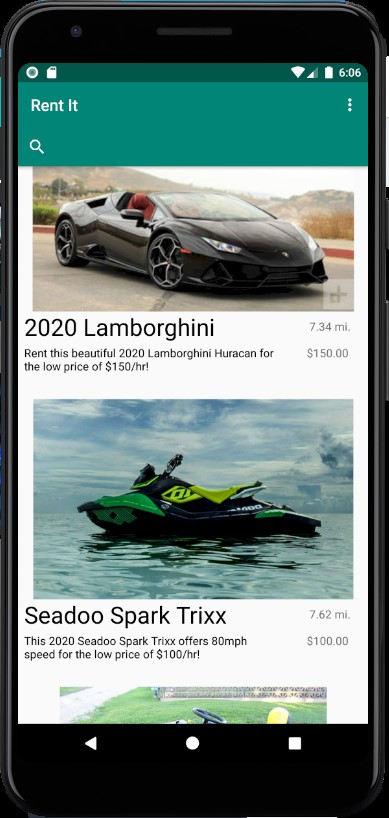 6:06
Rent It
2020 Lamborghini
7.34 mi.
Rent this beautiful 2020 Lamborghini Huracan for
the low price of $150/hr!
$150.00
Seadoo Spark Trixx
7.62 mi.
This 2020 Seadoo Spark Trixx offers 80mph
speed for the low price of $100/hr!
$100.00